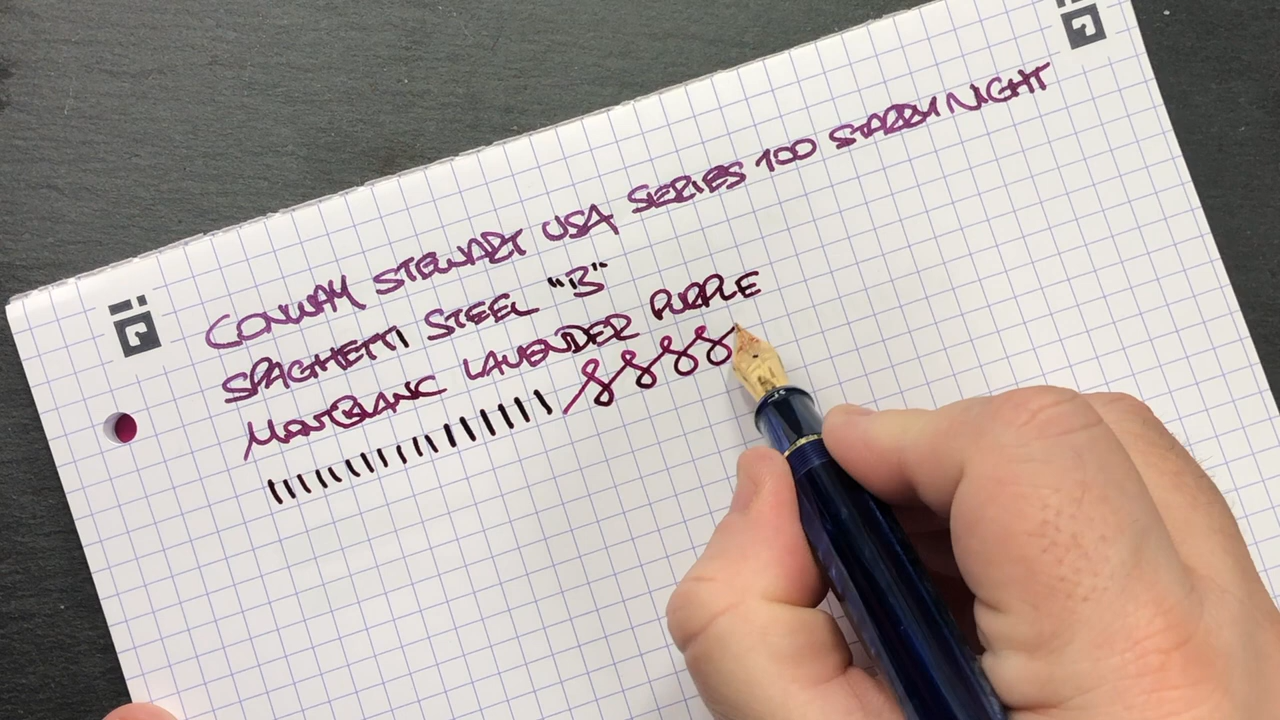 CONWAY STEWART USA SERIES 100 STARRY NIGHT
SPAGHETTI STEEL "B"
MONTBLANC LAVENDER PURPLE